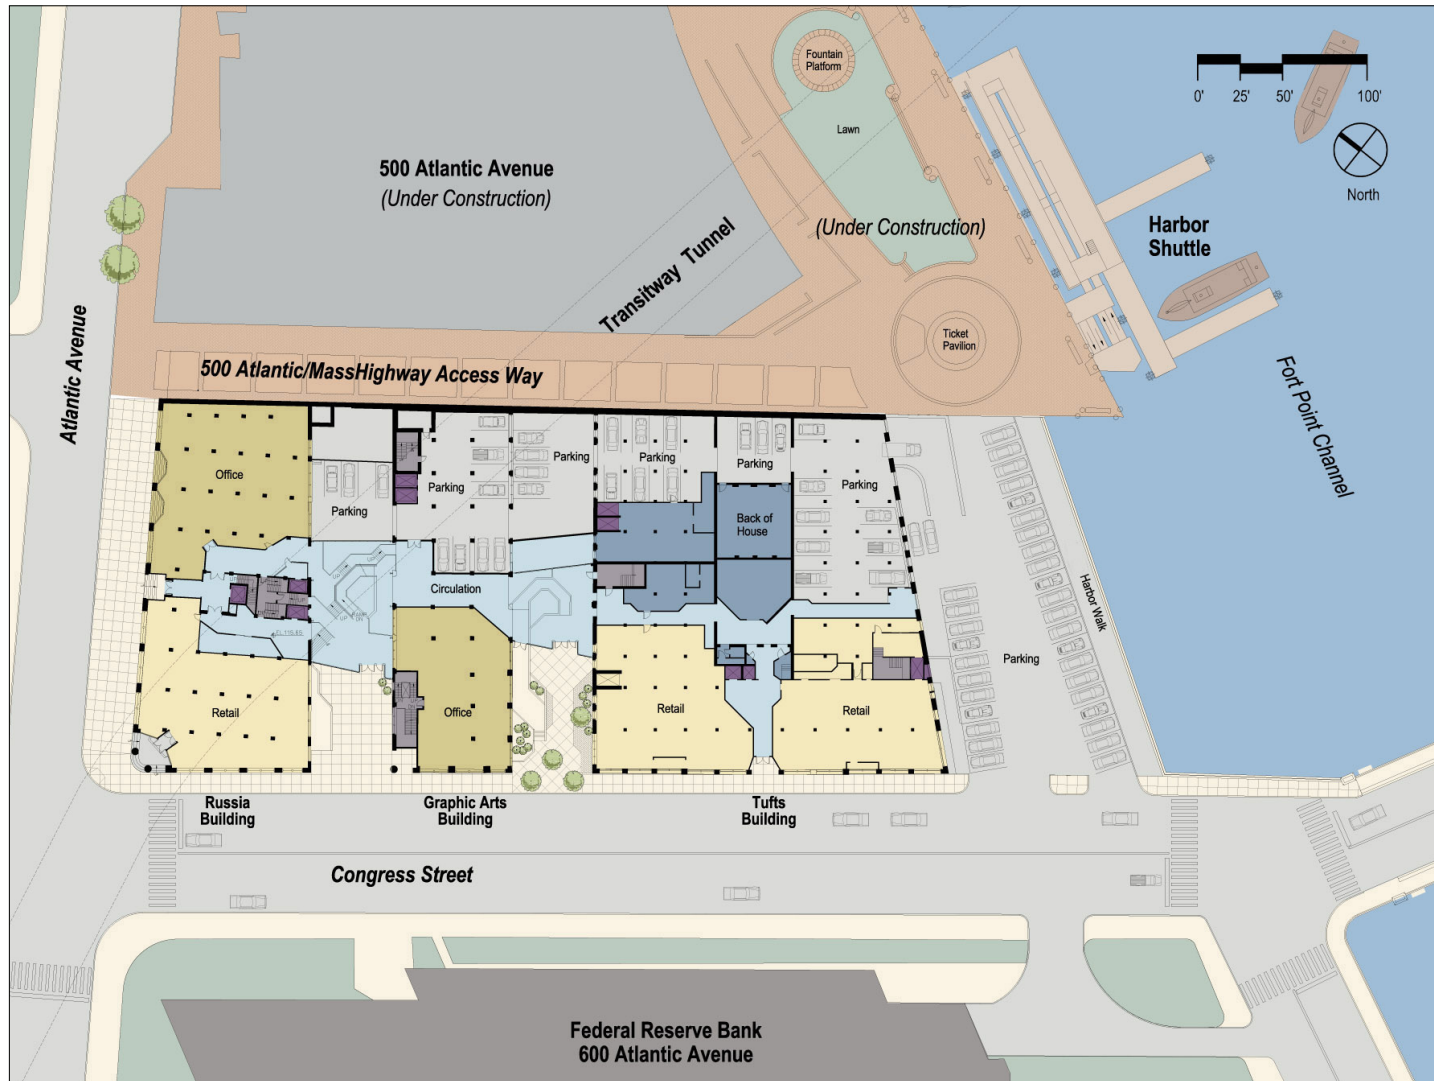 Fountain
Platform
0' 25' 50' 100'
Lawn
500 Atlantic Avenue
(Under Construction)
North
(Under Construction)
Harbor
Shuttle
Transitway Tunnel
Ticket
Pavilion
Atlantic Avenue
500 Atlantic/MassHighway Access Way
Fort Point Channel
Office
Parking
Parking
Parking
Parking
Parking
Parking
Back of
House
Circulation
Harbor Walk
Parking
Retail
Office
Retail
Retail
Russia
Building
Graphic Arts
Building
Tufts
Building
Congress Street
Federal Reserve Bank
600 Atlantic Avenue